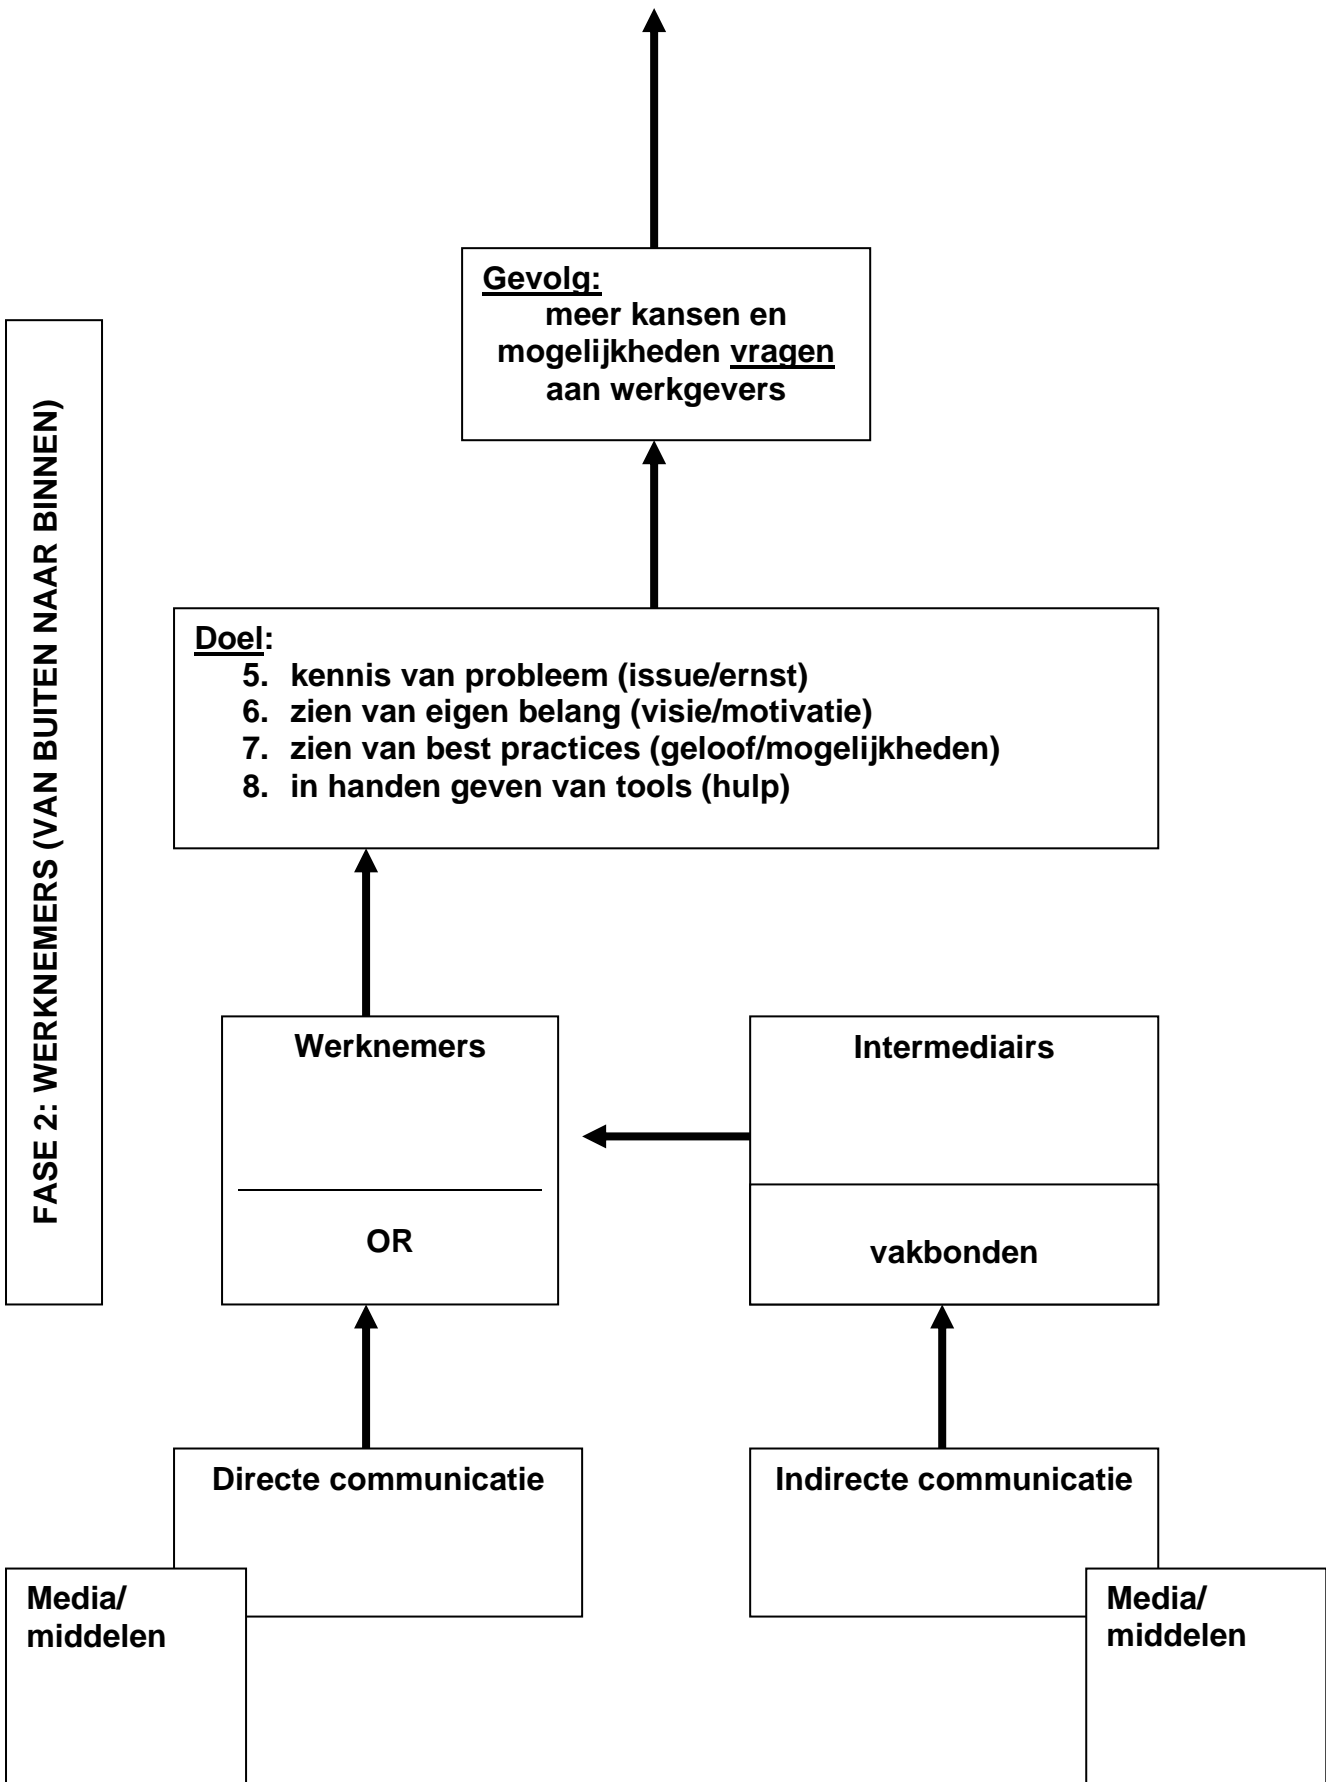 Gevolg:
meer kansen en
mogelijkheden vragen
aan werkgevers
FASE 2: WERKNEMERS (VAN BUITEN NAAR BINNEN)
Doel:
5. kennis van probleem (issue/ernst)
6. zien van eigen belang (visie/motivatie)
7. zien van best practices (geloof/mogelijkheden)
8. in handen geven van tools (hulp)
Werknemers
OR
Intermediairs
vakbonden
Directe communicatie
Indirecte communicatie
Media/
middelen
Media/
middelen